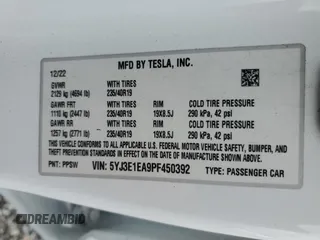 MFD BY TESLA, INC.
12/22
GVWR WITH TIRES
2129 kg (4694 lb) 235/40R19
GAWR FRT WITH TIRES RIM COLD TIRE PRESSURE
1110 kg (2447 lb) 235/40R19 19X8.5J 290 kPa, 42 psi
GAWR RR WITH TIRES RIM COLD TIRE PRESSURE
1257 kg (2771 lb) 235/40R19 19X8.5J 290 kPa, 42 psi
THIS VEHICLE CONFORMS TO ALL APPLICABLE U.S. FEDERAL MOTOR VEHICLE SAFETY, BUMPER, AND
THEFT PREVENTION STANDARDS IN EFFECT ON THE DATE OF MANUFACTURE SHOWN ABOVE.
PNT: PPSW VIN: 5YJ3E1EA9PF450392 TYPE: PASSENGER CAR
@IAAIDREAMBID